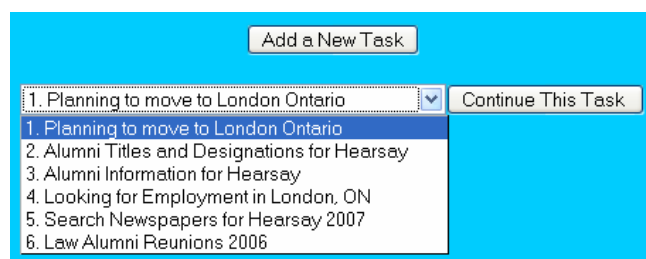 Add a New Task
1. Planning to move to London Ontario
Continue This Task
1. Planning to move to London Ontario
2. Alumni Titles and Designations for Hearsay
3. Alumni Information for Hearsay
4. Looking for Employment in London, ON
5. Search Newspapers for Hearsay 2007
6. Law Alumni Reunions 2006